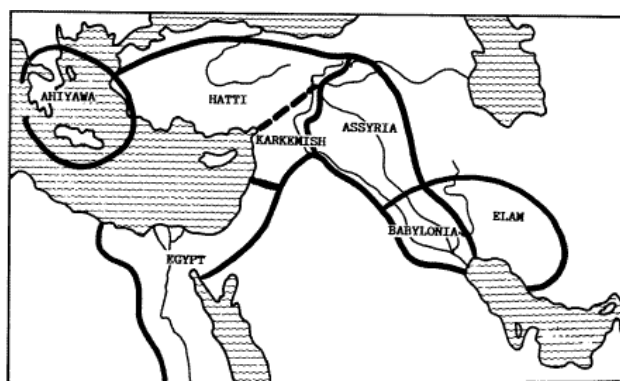 AHIYAWA
HATTI
KARKEMISH
ASSYRIA
BABYLONIA
ELAM
EGYPT